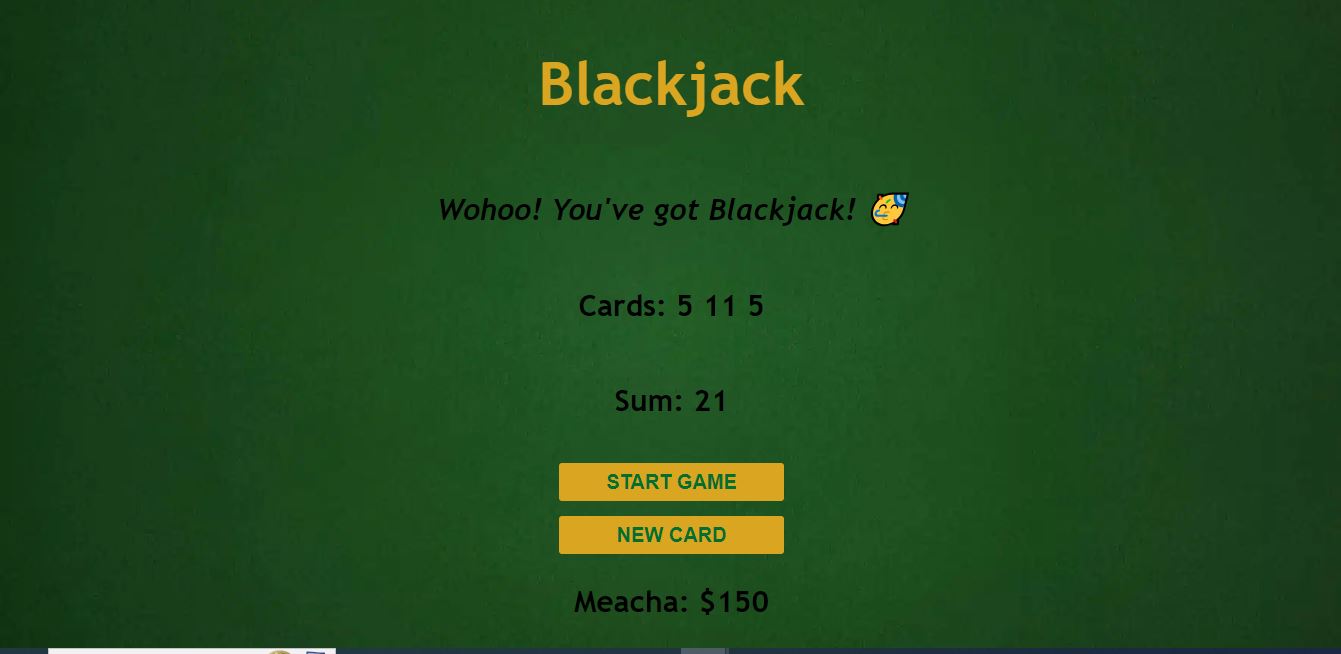 Blackjack
Wohoo! You've got Blackjack! 🥳
Cards: 5 11 5
Sum: 21
START GAME
NEW CARD
Meacha: $150